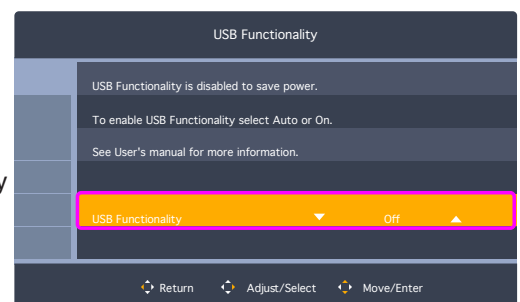 USB Functionality
USB Functionality is disabled to save power.
To enable USB Functionality select Auto or On.
See User's manual for more information.
y
USB Functionality Off
Return Adjust/Select Move/Enter